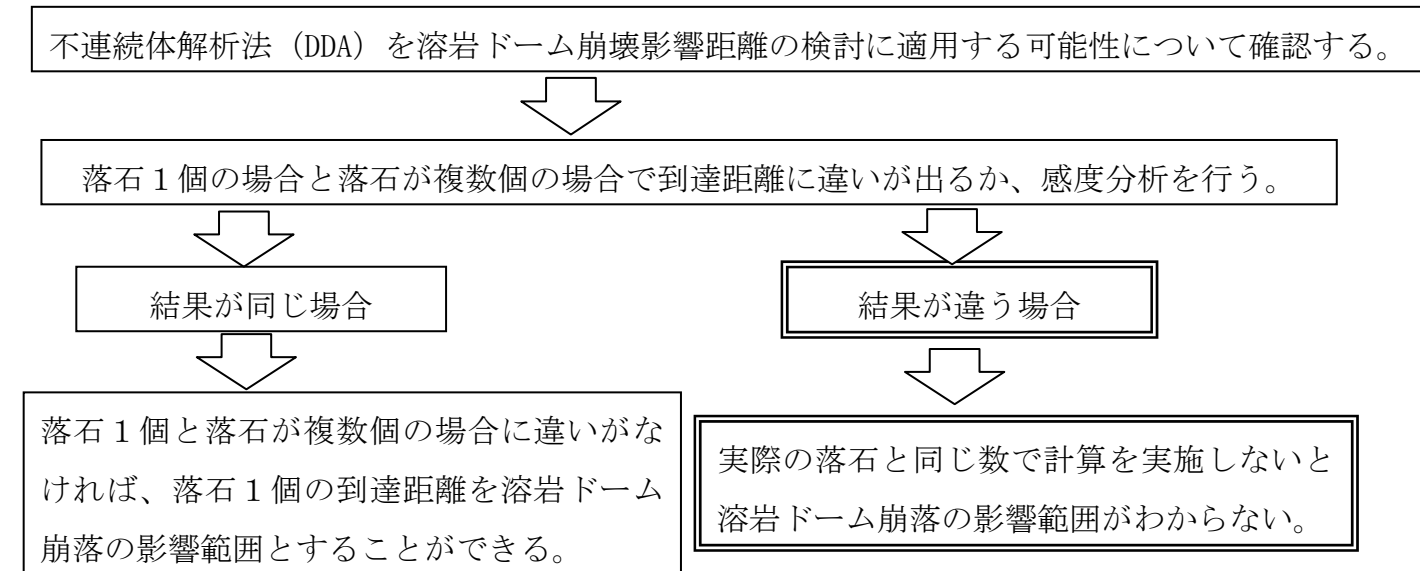 不連続体解析法（DDA）を溶岩ドーム崩壊影響距離の検討に適用する可能性について確認する。
落石１個の場合と落石が複数個の場合で到達距離に違いが出るか、感度分析を行う。
結果が同じ場合
結果が違う場合
落石１個と落石が複数個の場合に違いがな
ければ、落石１個の到達距離を溶岩ドーム
崩落の影響範囲とすることができる。
実際の落石と同じ数で計算を実施しないと
溶岩ドーム崩落の影響範囲がわからない。